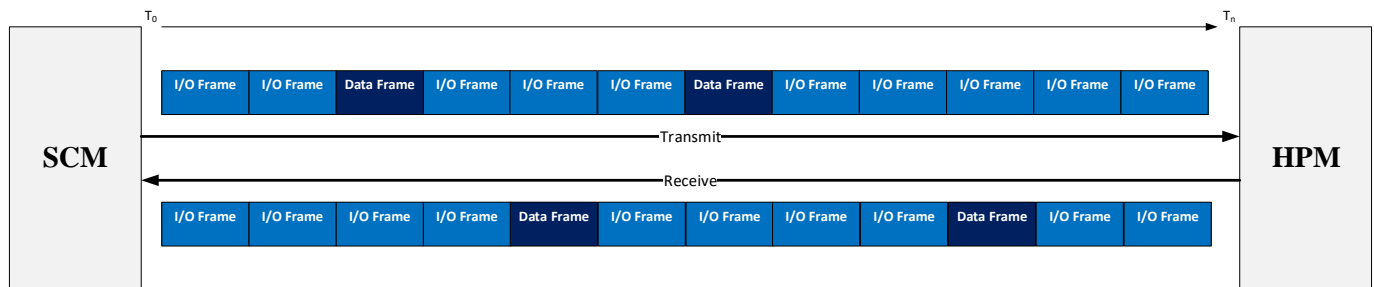 T0 Tn
I/O Frame I/O Frame Data Frame I/O Frame I/O Frame I/O Frame Data Frame I/O Frame I/O Frame I/O Frame I/O Frame I/O Frame
Transmit
SCM HPM
Receive
I/O Frame I/O Frame I/O Frame I/O Frame Data Frame I/O Frame I/O Frame I/O Frame I/O Frame Data Frame I/O Frame I/O Frame